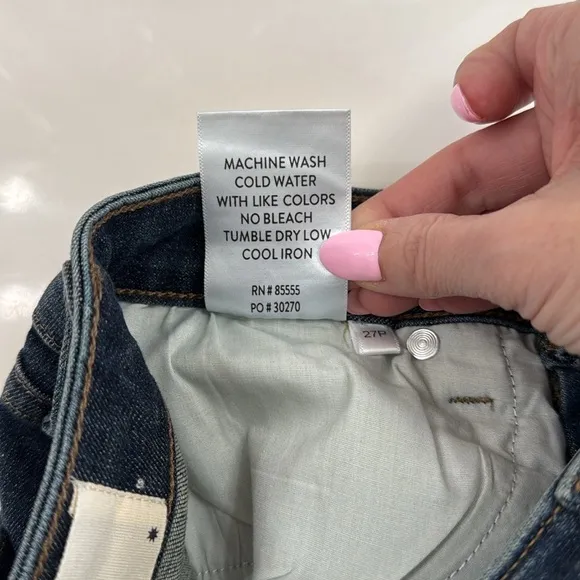 MACHINE WASH
COLD WATER
WITH LIKE COLORS
NO BLEACH
TUMBLE DRY LOW
COOL IRON
RN # 85555
PO # 30270
27P